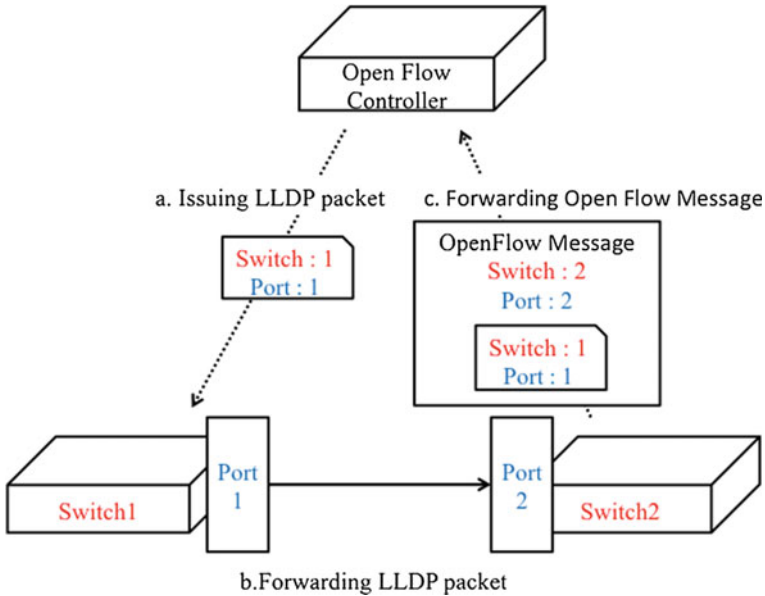 Open Flow
Controller
a. Issuing LLDP packet
c. Forwarding Open Flow Message
Switch : 1
Port : 1
OpenFlow Message
Switch : 2
Port : 2
Switch : 1
Port : 1
Switch1
Port
1
Port
2
Switch2
b.Forwarding LLDP packet